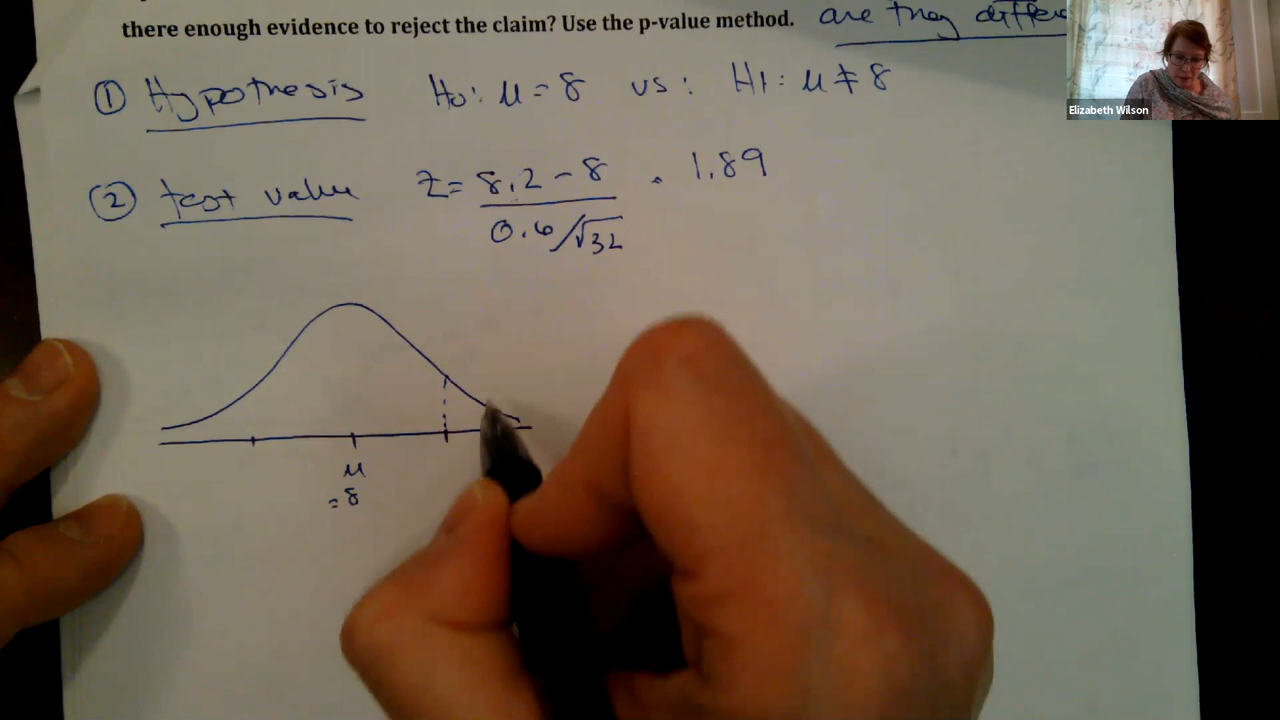 there enough evidence to reject the claim? Use the p-value method. are they
Elizabeth Wilson
① Hypothesis H0: μ = 8 vs: H1: μ ≠ 8
② test value z = 8.2 - 8 = 1.89
0.6/√32
μ
= 8